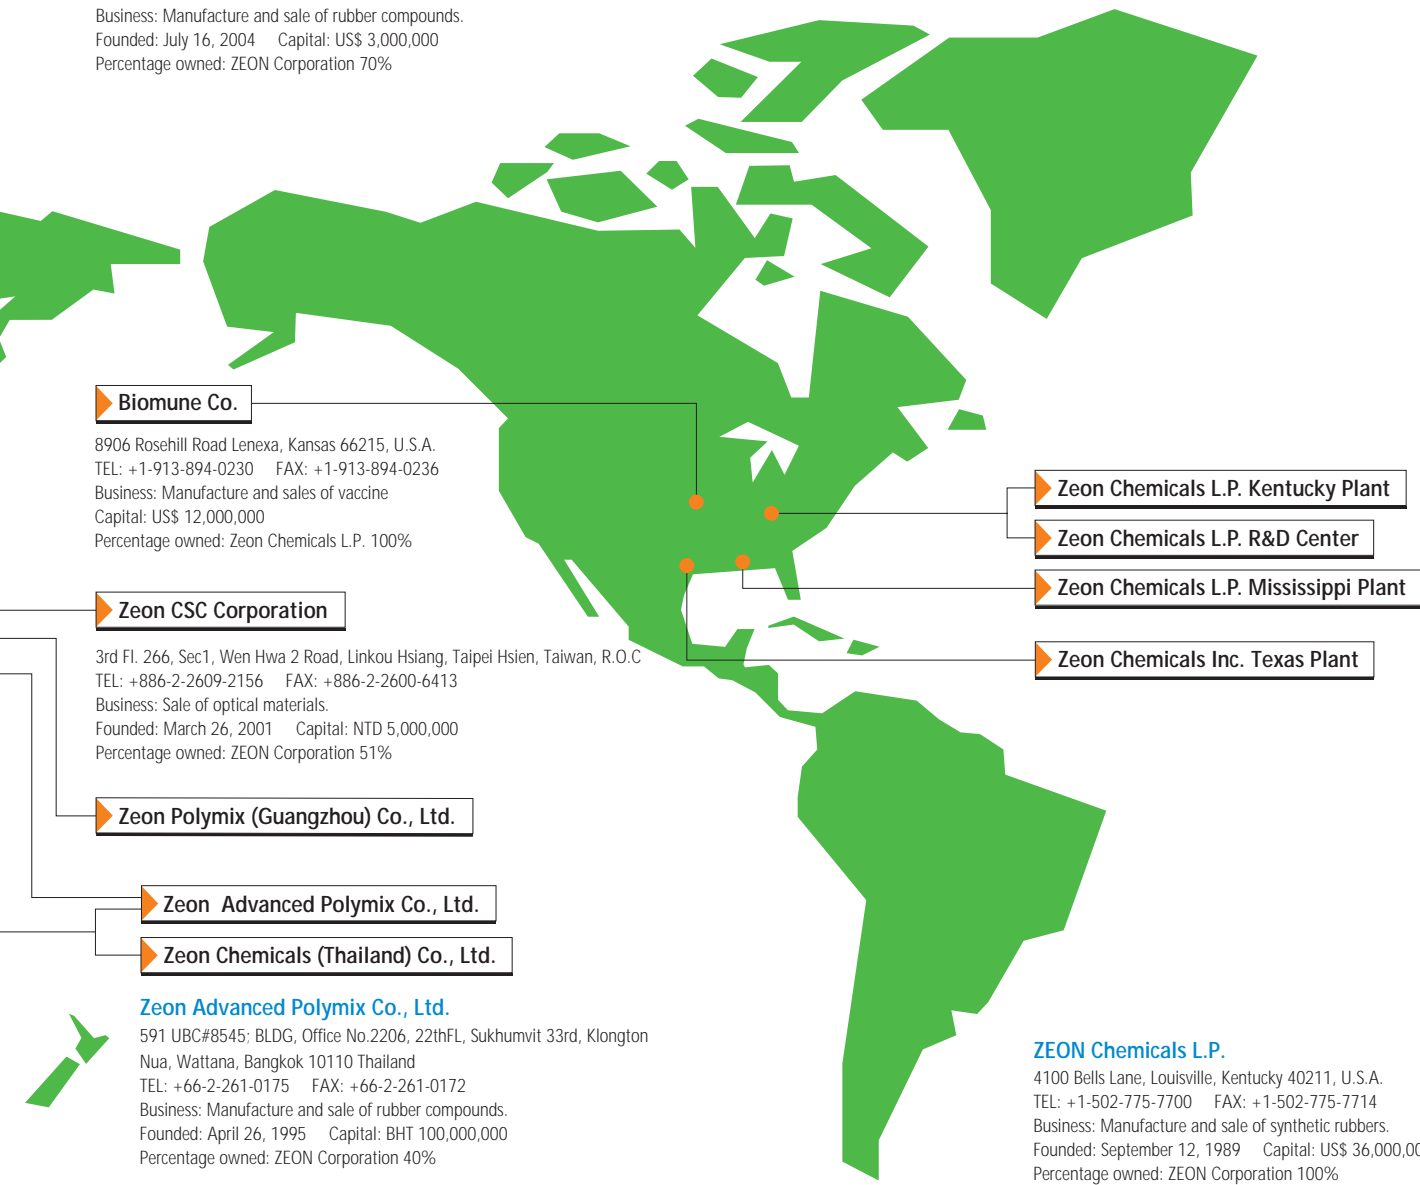 Business: Manufacture and sale of rubber compounds.
Founded: July 16, 2004 Capital: US$ 3,000,000
Percentage owned: ZEON Corporation 70%
Biomune Co.
8906 Rosehill Road Lenexa, Kansas 66215, U.S.A.
TEL: +1-913-894-0230 FAX: +1-913-894-0236
Business: Manufacture and sales of vaccine
Capital: US$ 12,000,000
Percentage owned: Zeon Chemicals L.P. 100%
Zeon CSC Corporation
3rd Fl. 266, Sec1, Wen Hwa 2 Road, Linkou Hsiang, Taipei Hsien, Taiwan, R.O.C
TEL: +886-2-2609-2156 FAX: +886-2-2600-6413
Business: Sale of optical materials.
Founded: March 26, 2001 Capital: NTD 5,000,000
Percentage owned: ZEON Corporation 51%
Zeon Polymix (Guangzhou) Co., Ltd.
Zeon Advanced Polymix Co., Ltd.
Zeon Chemicals (Thailand) Co., Ltd.
Zeon Advanced Polymix Co., Ltd.
591 UBC#8545; BLDG, Office No.2206, 22thFL, Sukhumvit 33rd, Klongton
Nua, Wattana, Bangkok 10110 Thailand
TEL: +66-2-261-0175 FAX: +66-2-261-0172
Business: Manufacture and sale of rubber compounds.
Founded: April 26, 1995 Capital: BHT 100,000,000
Percentage owned: ZEON Corporation 40%
Zeon Chemicals L.P. Kentucky Plant
Zeon Chemicals L.P. R&D Center
Zeon Chemicals L.P. Mississippi Plant
Zeon Chemicals Inc. Texas Plant
ZEON Chemicals L.P.
4100 Bells Lane, Louisville, Kentucky 40211, U.S.A.
TEL: +1-502-775-7700 FAX: +1-502-775-7714
Business: Manufacture and sale of synthetic rubbers.
Founded: September 12, 1989 Capital: US$
Percentage owned: ZEON Corporation 100%